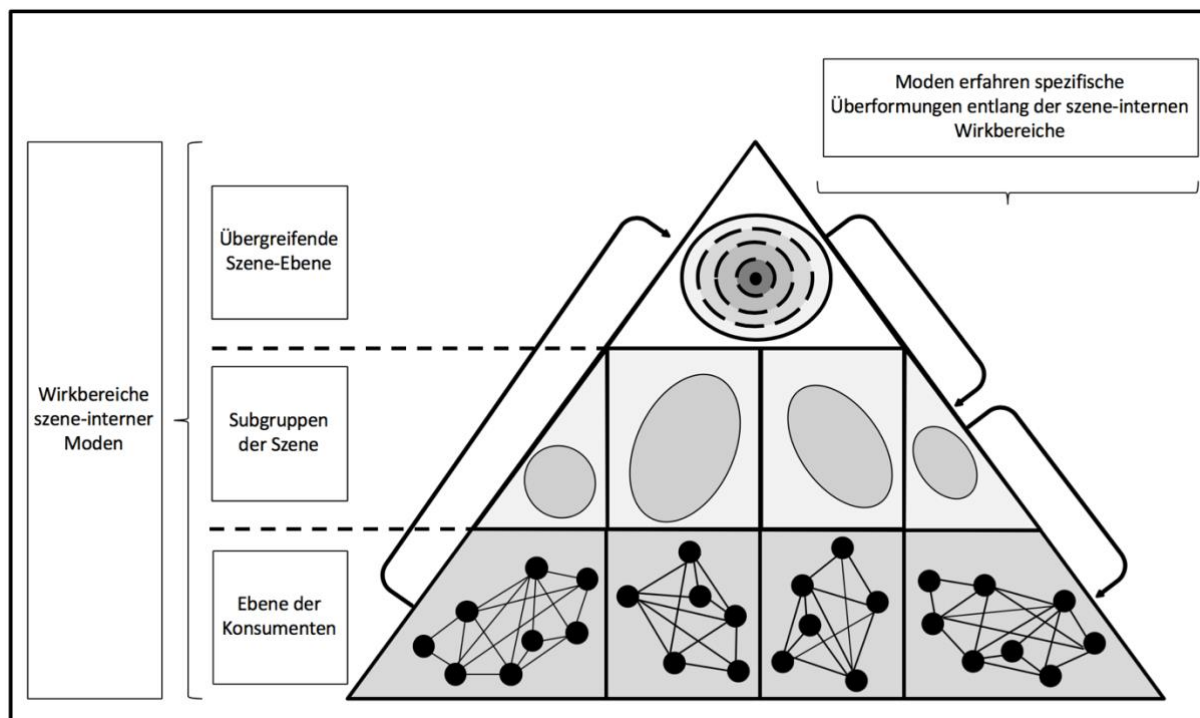 Moden erfahren spezifische
Überformungen entlang der szene-internen
Wirkbereiche
Wirkbereiche
szene-interner
Moden
Übergreifende
Szene-Ebene
Subgruppen
der Szene
Ebene der
Konsumenten